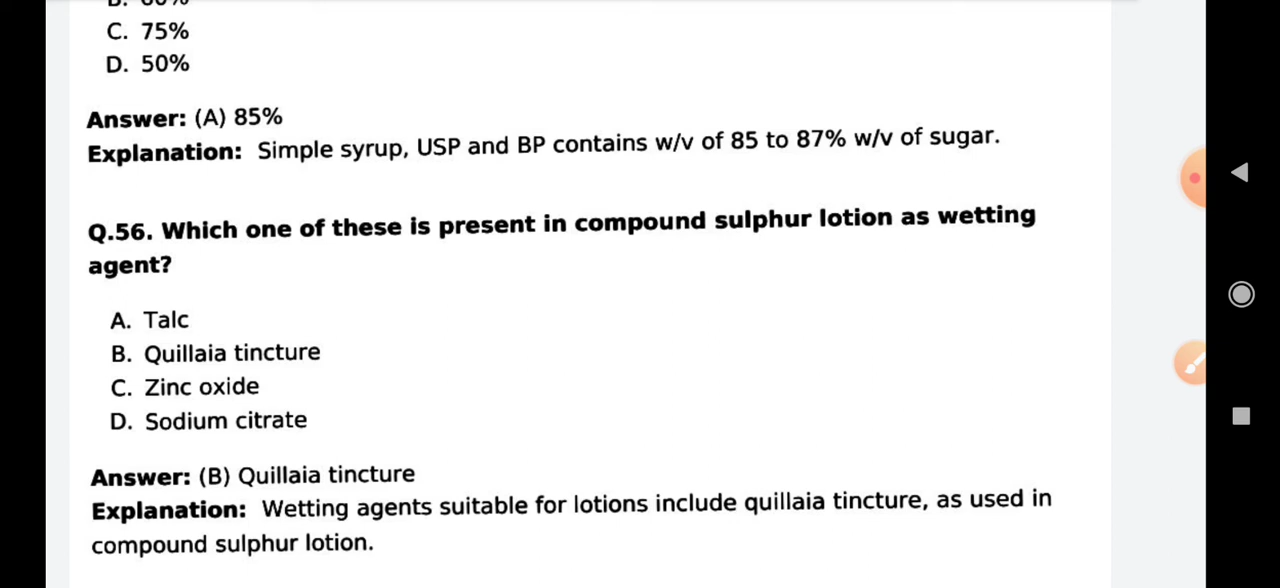 C. 75%
D. 50%
Answer: (A) 85%
Explanation: Simple syrup, USP and BP contains w/v of 85 to 87% w/v of sugar.
Q.56. Which one of these is present in compound sulphur lotion as wetting
agent?
A. Talc
B. Quillaia tincture
C. Zinc oxide
D. Sodium citrate
Answer: (B) Quillaia tincture
Explanation: Wetting agents suitable for lotions include quillaia tincture, as used in
compound sulphur lotion.